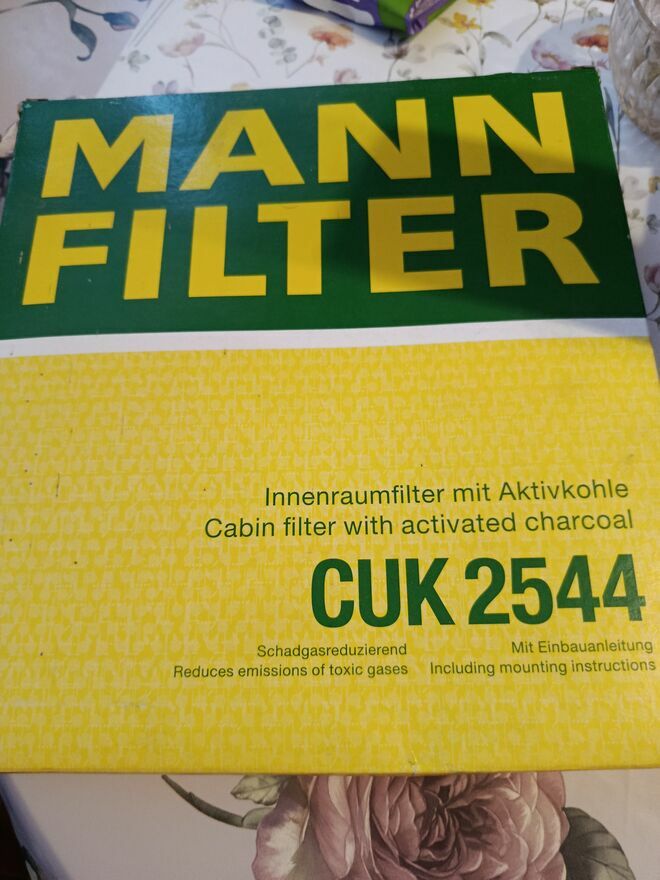 MANN
FILTER
Innenraumfilter mit Aktivkohle
Cabin filter with activated charcoal
CUK 2544
Schadgasreduzierend
Reduces emissions of toxic gases
Mit Einbauanleitung
Including mounting instructions